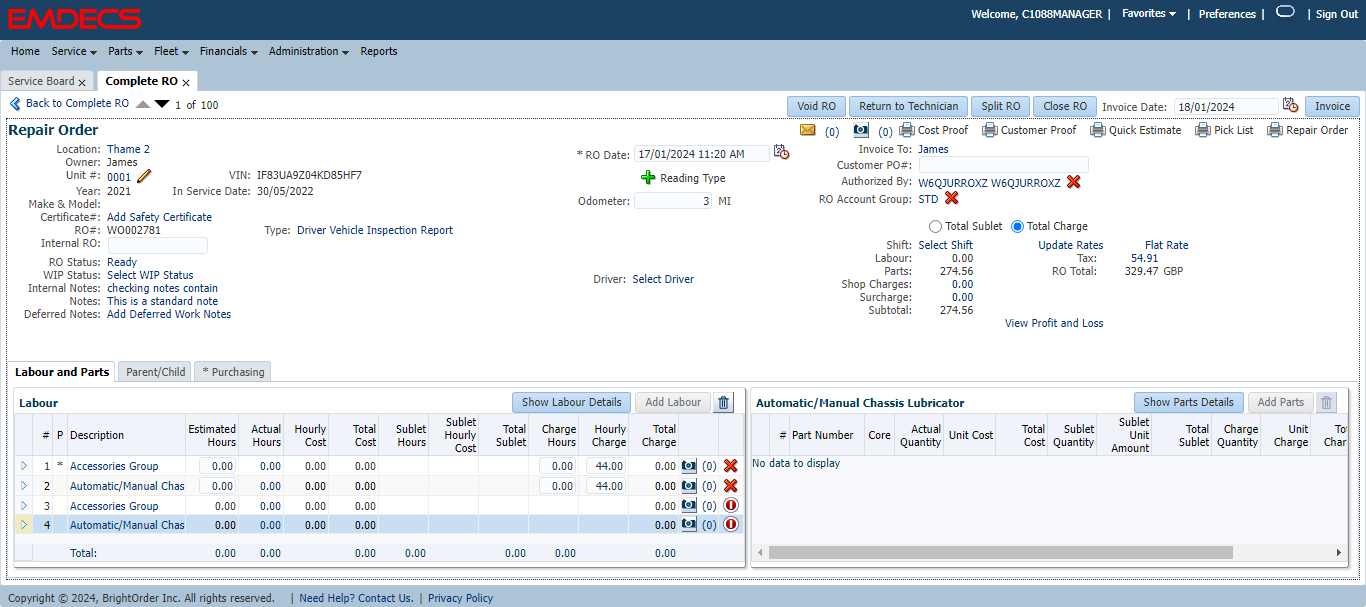 EMDECS
Welcome, C1088MANAGER | Favorites | Preferences | | Sign Out
Home Service Parts Fleet Financials Administration Reports
Service Board x Complete RO x
Back to Complete RO 1 of 100 Void RO Return to Technician Split RO Close RO Invoice Date: 18/01/2024 Invoice
Repair Order (0) (0) Cost Proof Customer Proof Quick Estimate Pick List Repair Order
Location: Thame 2 * RO Date: 17/01/2024 11:20 AM Invoice To: James
Owner: James Customer PO#:
Unit #: 0001 VIN: IF83UA9Z04KD85HF7 Reading Type Authorized By: W6QJURROXZ W6QJURROXZ
Year: 2021 In Service Date: 30/05/2022 Odometer: 3 MI RO Account Group: STD
Make & Model:
Certificate#: Add Safety Certificate
RO#: WO002781 Type: Driver Vehicle Inspection Report Total Sublet Total Charge
Internal RO: Shift: Select Shift Update Rates Flat Rate
RO Status: Ready Labour: 0.00 Tax: 54.91
WIP Status: Select WIP Status Driver: Select Driver Parts: 274.56 RO Total: 329.47 GBP
Internal Notes: checking notes contain Shop Charges: 0.00
Notes: This is a standard note Surcharge: 0.00
Deferred Notes: Add Deferred Work Notes Subtotal: 274.56
View Profit and Loss
Labour and Parts Parent/Child * Purchasing
Labour Show Labour Details Add Labour
# P Description Estimated Hours Actual Hours Hourly Cost Total Cost Sublet Hours Sublet Hourly Cost Total Sublet Charge Hours Hourly Charge Total Charge
1 * Accessories Group 0.00 0.00 0.00 0.00 0.00 44.00 0.00 (0)
2 Automatic/Manual Chas 0.00 0.00 0.00 0.00 0.00 44.00 0.00 (0)
3 Accessories Group 0.00 0.00 0.00 0.00 0.00 (0)
4 Automatic/Manual Chas 0.00 0.00 0.00 0.00 0.00 (0)
Total: 0.00 0.00 0.00 0.00 0.00 0.00 0.00
Automatic/Manual Chassis Lubricator Show Parts Details Add Parts
# Part Number Core Actual Quantity Unit Cost Total Cost Sublet Quantity Sublet Unit Amount Total Sublet Charge Quantity Unit Charge Tot Char
No data to display
Copyright © 2024, BrightOrder Inc. All rights reserved. | Need Help? Contact Us. | Privacy Policy